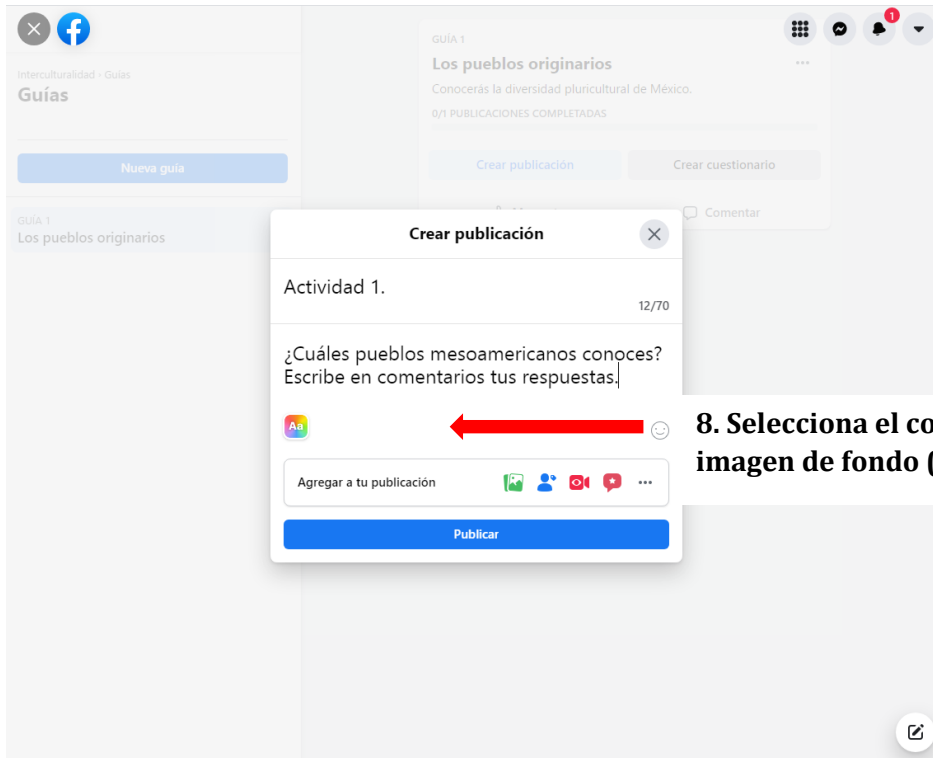 1
GUÍA 1
Los pueblos originarios
Conocerás la diversidad pluricultural de México.
0/1 PUBLICACIONES COMPLETADAS
Crear publicación
Crear cuestionario
Comentar
Interculturalidad · Guías
Guías
Nueva guía
GUÍA 1
Los pueblos originarios
Crear publicación
Actividad 1.
12/70
¿Cuáles pueblos mesoamericanos conoces?
Escribe en comentarios tus respuestas.
Aa
8. Selecciona el co
imagen de fondo (
Agregar a tu publicación
Publicar